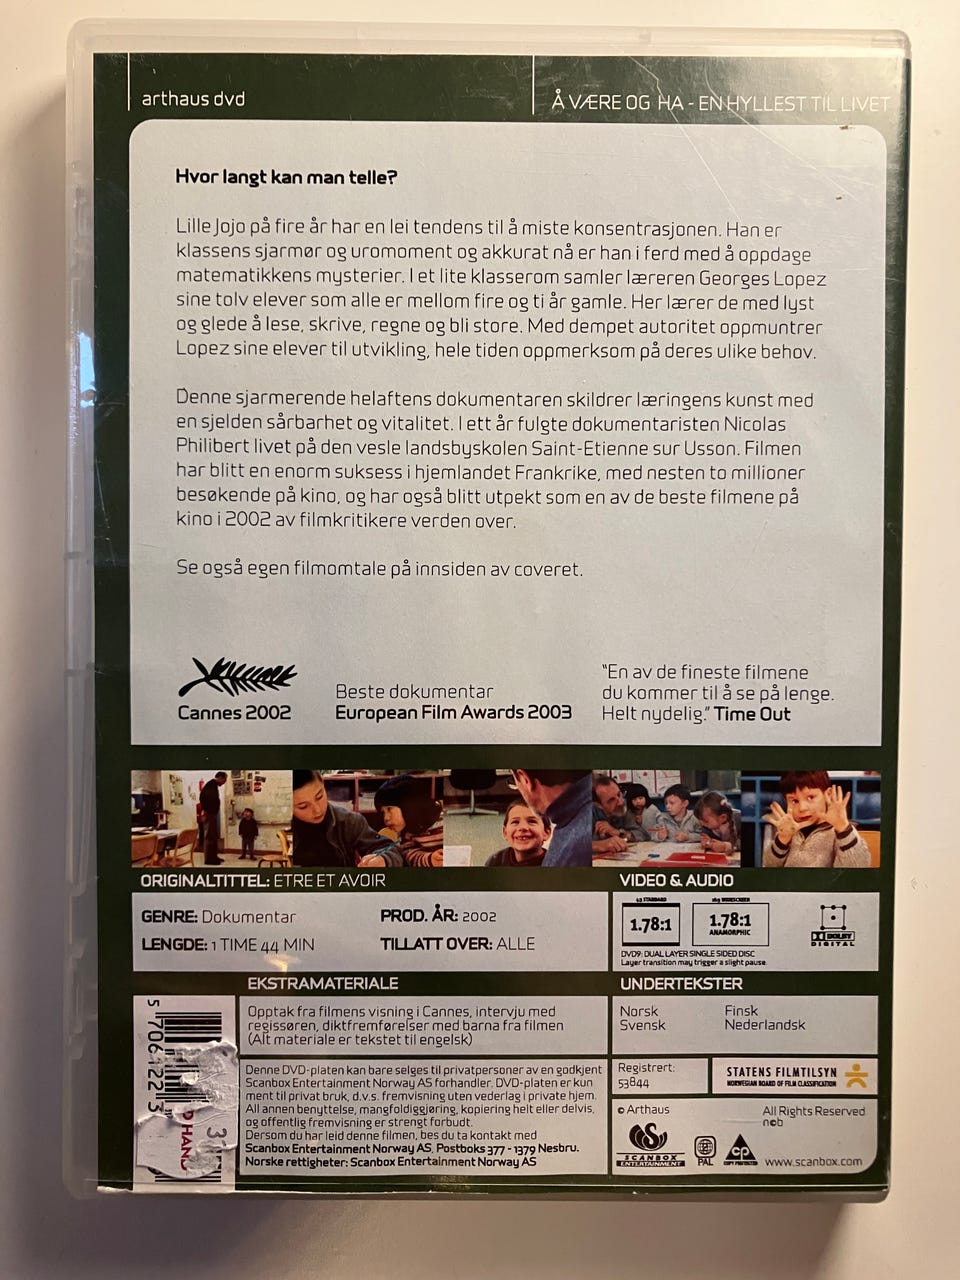 arthaus dvd
Å VÆRE OG HA - EN HYLLEST TIL LIVET
Hvor langt kan man telle?
Lille Jojo på fire år har en lei tendens til å miste konsentrasjonen. Han er
klassens sjarmør og uromoment og akkurat nå er han i ferd med å oppdage
matematikkens mysterier. I et lite klasserom samler læreren Georges Lopez
sine tolv elever som alle er mellom fire og ti år gamle. Her lærer de med lyst
og glede å lese, skrive, regne og bli store. Med dempet autoritet oppmuntrer
Lopez sine elever til utvikling, hele tiden oppmerksom på deres ulike behov.
Denne sjarmerende helaftens dokumentaren skildrer læringens kunst med
en sjelden sårbarhet og vitalitet. I ett år fulgte dokumentaristen Nicolas
Philibert livet på den vesle landsbyskolen Saint-Etienne sur Usson. Filmen
har blitt en enorm suksess i hjemlandet Frankrike, med nesten to millioner
besøkende på kino, og har også blitt utpekt som en av de beste filmene på
kino i 2002 av filmkritikere verden over.
Se også egen filmomtale på innsiden av coveret.
Cannes 2002
Beste dokumentar
European Film Awards 2003
"En av de fineste filmene
du kommer til å se på lenge.
Helt nydelig." Time Out
ORIGINALTITTEL: ETRE ET AVOIR
GENRE: Dokumentar
PROD. ÅR: 2002
LENGDE: 1 TIME 44 MIN
TILLATT OVER: ALLE
VIDEO & AUDIO
4:3 STANDARD
1.78:1
16:9 WIDESCREEN
1.78:1
ANAMORPHIC
DOLBY
DIGITAL
DVD9: DUAL LAYER SINGLE SIDED DISC
Layer transition may trigger a slight pause.
EKSTRAMATERIALE
Opptak fra filmens visning i Cannes, intervju med
regissøren, diktfremførelser med barna fra filmen
(Alt materiale er tekstet til engelsk)
UNDERTEKSTER
Norsk
Svensk
Finsk
Nederlandsk
5 706122 3
D HAND
3
Denne DVD-platen kan bare selges til privatpersoner av en godkjent
Scanbox Entertainment Norway AS forhandler. DVD-platen er kun
ment til privat bruk, d.v.s. fremvisning uten vederlag i private hjem.
All annen benyttelse, mangfoldiggjøring, kopiering helt eller delvis,
og offentlig fremvisning er strengt forbudt.
Dersom du har leid denne filmen, bes du ta kontakt med
Scanbox Entertainment Norway AS, Postboks 377 - 1379 Nesbru.
Norske rettigheter: Scanbox Entertainment Norway AS
Registrert:
53844
STATENS FILMTILSYN
NORWEGIAN BOARD OF FILM CLASSIFICATION
© Arthaus
All Rights Reserved
ncb
SCANBOX
ENTERTAINMENT
PAL
CP
COPY PROTECTED
www.scanbox.com